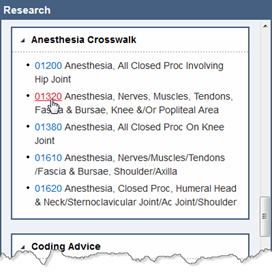 Research
Anesthesia Crosswalk
01200 Anesthesia, All Closed Proc Involving
Hip Joint
01320 Anesthesia, Nerves, Muscles, Tendons,
Fascia & Bursae, Knee &/Or Popliteal Area
01380 Anesthesia, All Closed Proc On Knee
Joint
01610 Anesthesia, Nerves/Muscles/Tendons
/Fascia & Bursae, Shoulder/Axilla
01620 Anesthesia, Closed Proc, Humeral Head
& Neck/Sternoclavicular Joint/Ac Joint/Shoulder
Coding Advice